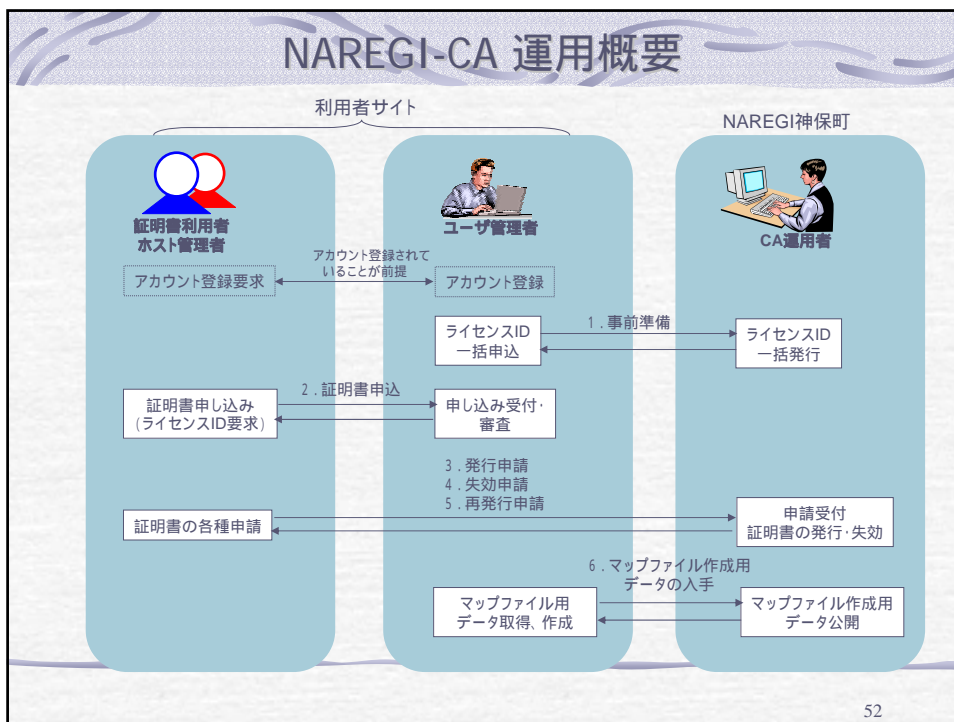 NAREGI-CA 運用概要
利用者サイト
NAREGI神保町
証明書利用者
ホスト管理者
ユーザ管理者
CA運用者
アカウント登録要求
アカウント登録されて
いることが前提
アカウント登録
ライセンスID
一括申込
1．事前準備
ライセンスID
一括発行
証明書申し込み
(ライセンスID要求)
2．証明書申込
申し込み受付・
審査
3．発行申請
4．失効申請
5．再発行申請
証明書の各種申請
申請受付
証明書の発行・失効
6．マップファイル作成用
データの入手
マップファイル用
データ取得、作成
マップファイル作成用
データ公開
52